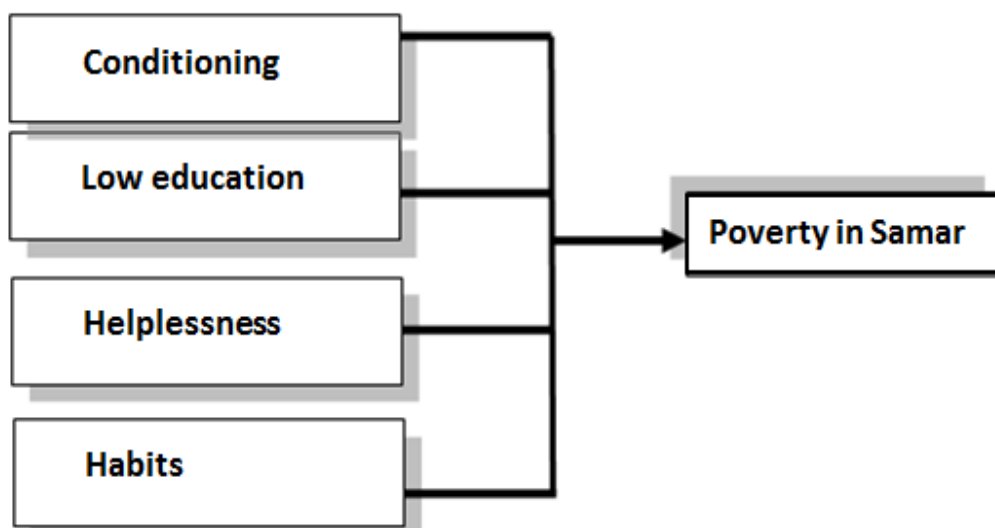 Conditioning
Low education
Helplessness
Habits
Poverty in Samar